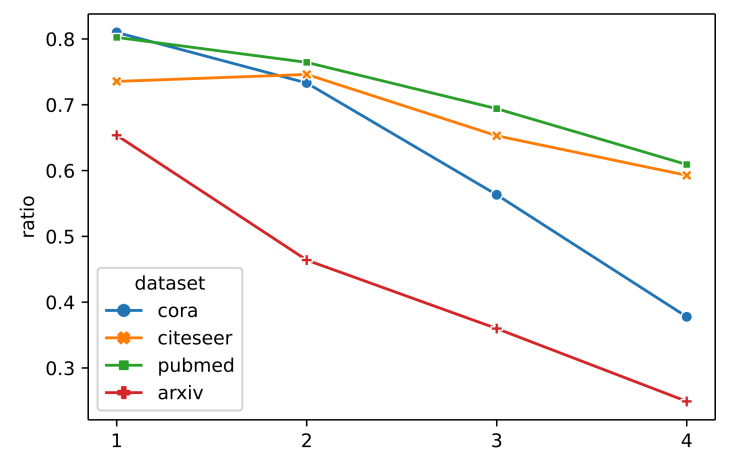 0.8
0.7
0.6
0.5
0.4
0.3
ratio
dataset
cora
citeseer
pubmed
arxiv
1 2 3 4